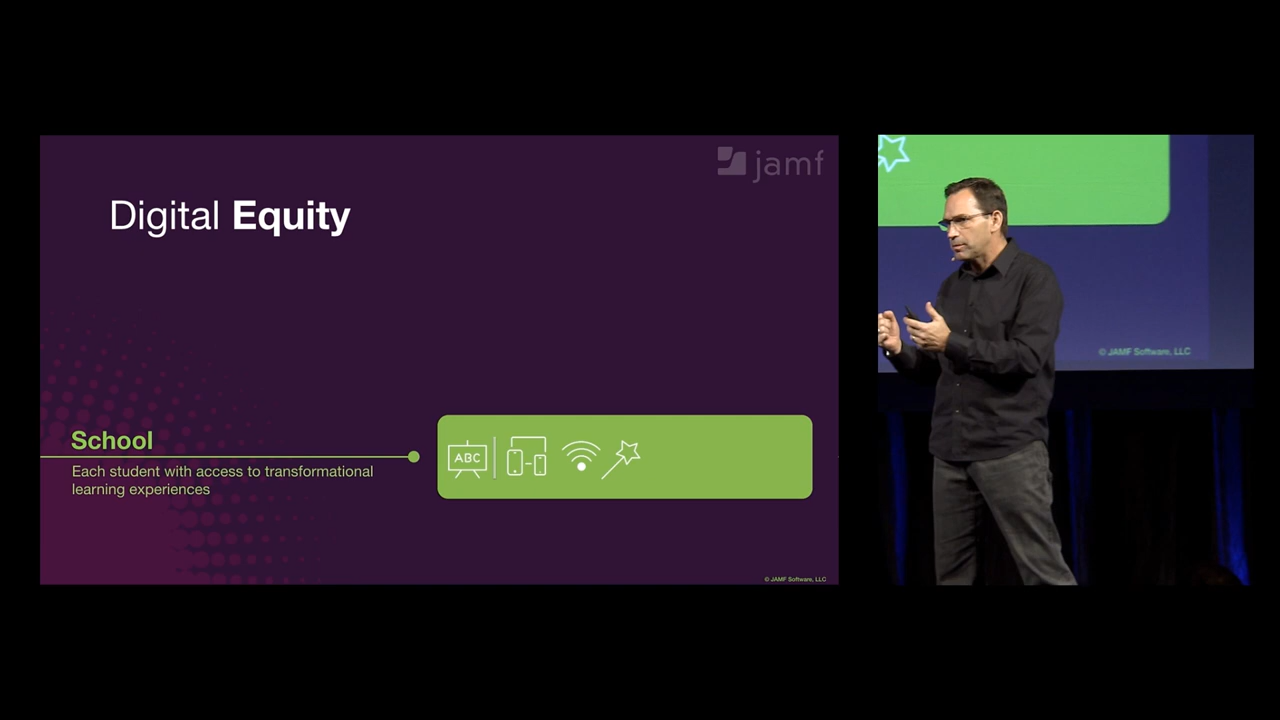 jamf
Digital Equity
School
Each student with access to transformational
learning experiences
ABC
© JAMF Software, LLC
© JAMF Software, LLC